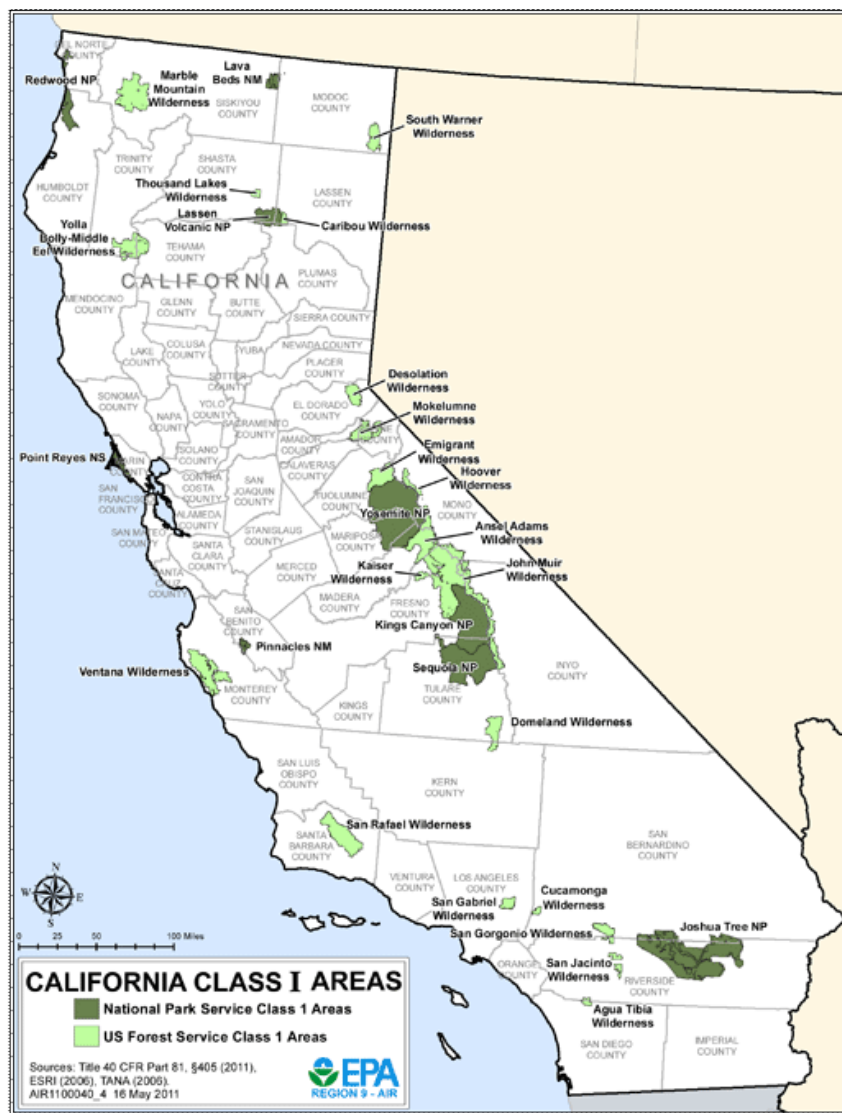 DEL NORTE
COUNTY
Redwood NP
Marble
Mountain
Wilderness
Lava
Beds NM
SISKIYOU
COUNTY
MODOC
COUNTY
South Warner
Wilderness
TRINITY
COUNTY
SHASTA
COUNTY
HUMBOLDT
COUNTY
Thousand Lakes
Wilderness
LASSEN
COUNTY
Lassen
Volcanic NP
Caribou Wilderness
Yolla
Bolly-Middle
Eel Wilderness
TEHAMA
COUNTY
CALIFORNIA
PLUMAS
COUNTY
MENDOCINO
COUNTY
GLENN
COUNTY
BUTTE
COUNTY
SIERRA COUNTY
LAKE
COUNTY
COLUSA
COUNTY
YUBA
NEVADA COUNTY
PLACER
COUNTY
SUTTER
COUNTY
Desolation
Wilderness
SONOMA
COUNTY
NAPA
COUNTY
YOLO
COUNTY
EL DORADO
COUNTY
SACRAMENTO
COUNTY
Mokelumne
Wilderness
AMADOR
COUNTY
COUNTY
Point Reyes NS
MARIN
COUNTY
SOLANO
COUNTY
CALAVERAS
COUNTY
Emigrant
Wilderness
Hoover
Wilderness
SAN
FRANCISCO
COUNTY
CONTRA
COSTA
COUNTY
SAN
JOAQUIN
COUNTY
TUOLUMNE
COUNTY
Yosemite NP
MONO
COUNTY
ALAMEDA
COUNTY
SAN MATEO
COUNTY
STANISLAUS
COUNTY
MARIPOSA
COUNTY
Ansel Adams
Wilderness
SANTA
CLARA
COUNTY
SANTA
CRUZ
COUNTY
MERCED
COUNTY
Kaiser
Wilderness
John Muir
Wilderness
MADERA
COUNTY
SAN
BENITO
COUNTY
FRESNO
COUNTY
Kings Canyon NP
Pinnacles NM
Ventana Wilderness
MONTEREY
COUNTY
Sequoia NP
INYO
COUNTY
TULARE
COUNTY
KINGS
COUNTY
Domeland Wilderness
SAN LUIS
OBISPO
COUNTY
KERN
COUNTY
San Rafael Wilderness
SANTA
BARBARA
COUNTY
SAN
BERNARDINO
COUNTY
VENTURA
COUNTY
LOS ANGELES
COUNTY
San Gabriel
Wilderness
Cucamonga
Wilderness
San Gorgonio Wilderness
Joshua Tree NP
ORANGE
COUNTY
San Jacinto
Wilderness
RIVERSIDE
COUNTY
Agua Tibia
Wilderness
SAN DIEGO
COUNTY
IMPERIAL
COUNTY
N
W
E
S
0 25 50 100 Miles
CALIFORNIA CLASS I AREAS
National Park Service Class 1 Areas
US Forest Service Class 1 Areas
Sources: Title 40 CFR Part 81, §405 (2011),
ESRI (2006), TANA (2006).
AIR1100040_4 16 May 2011
EPA
REGION 9 - AIR